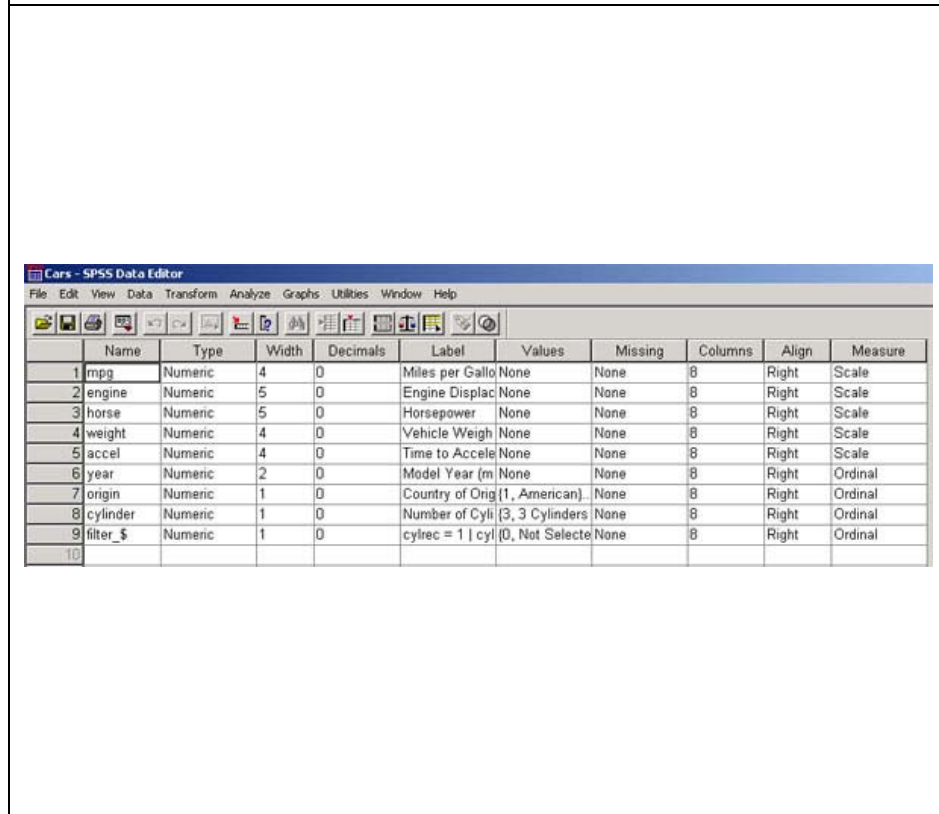 Cars - SPSS Data Editor
File Edit View Data Transform Analyze Graphs Utilities Window Help
Name Type Width Decimals Label Values Missing Columns Align Measure
1 mpg Numeric 4 0 Miles per Gallo None None 8 Right Scale
2 engine Numeric 5 0 Engine Displac None None 8 Right Scale
3 horse Numeric 5 0 Horsepower None None 8 Right Scale
4 weight Numeric 4 0 Vehicle Weigh None None 8 Right Scale
5 accel Numeric 4 0 Time to Accele None None 8 Right Scale
6 year Numeric 2 0 Model Year (m None None 8 Right Ordinal
7 origin Numeric 1 0 Country of Orig {1, American}.. None 8 Right Ordinal
8 cylinder Numeric 1 0 Number of Cyli {3, 3 Cylinders None 8 Right Ordinal
9 filter_$ Numeric 1 0 cylrec = 1 | cyl {0, Not Selecte None 8 Right Ordinal
10